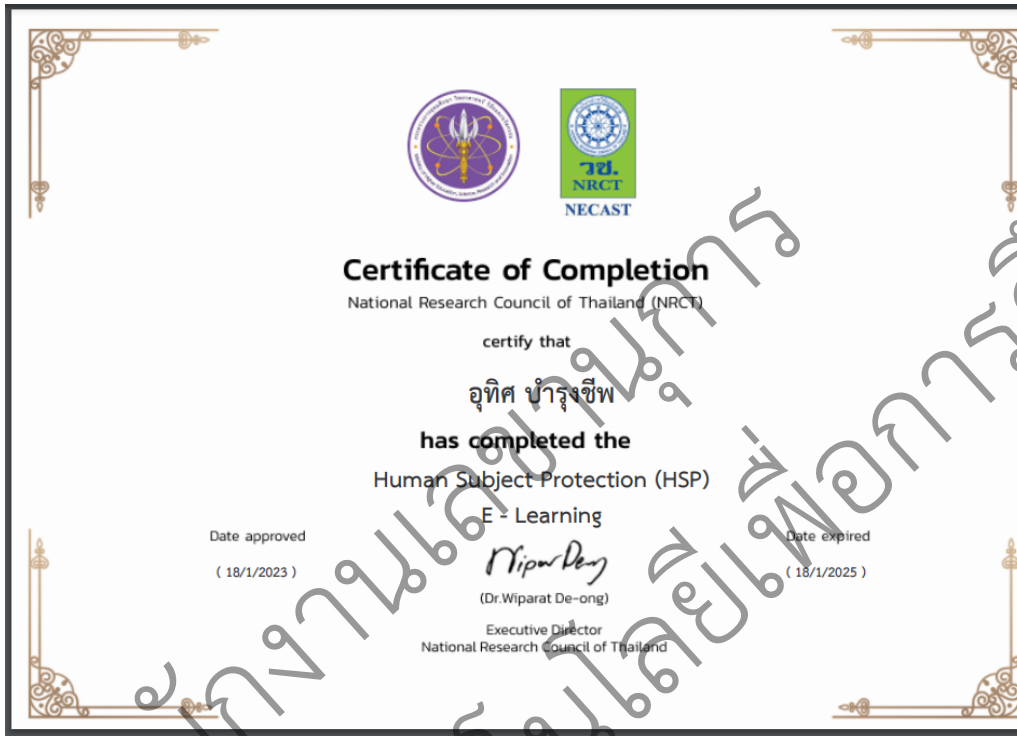 วช.
NRCT
NECAST
Certificate of Completion
National Research Council of Thailand (NRCT)
certify that
อุทิศ บำรุงชีพ
has completed the
Human Subject Protection (HSP)
E - Learning
Date approved
( 18/1/2023 )
Date expired
( 18/1/2025 )
(Dr.Wiparat De-ong)
Executive Director
National Research Council of Thailand